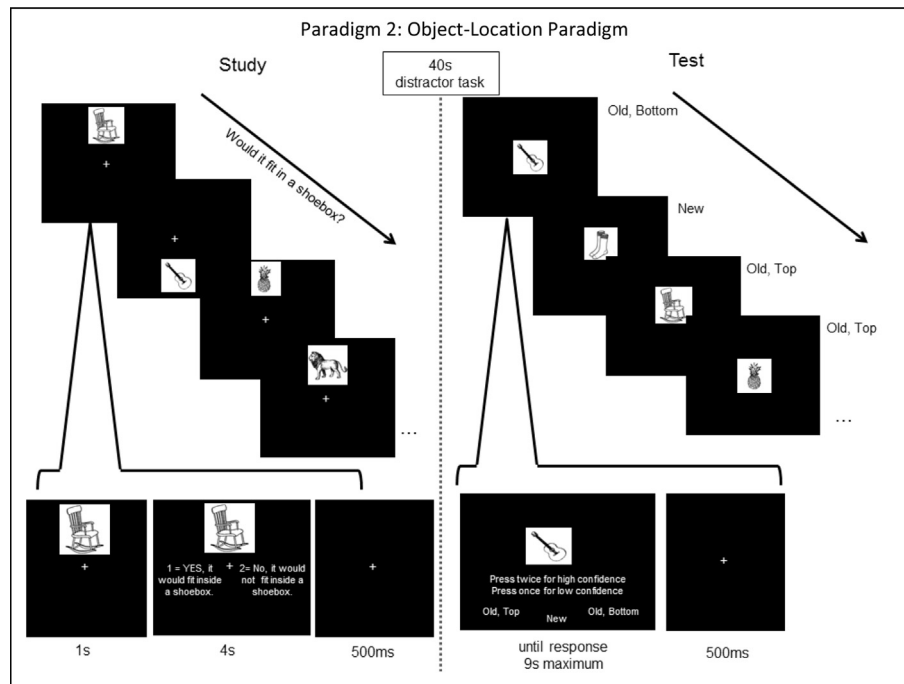 Paradigm 2: Object-Location Paradigm
Study
40s
distractor task
Test
Would it fit in a shoebox?
+
+
+
+
...
Old, Bottom
New
Old, Top
Old, Top
...
+
1s
1 = YES, it + 2= No, it would
would fit inside not fit inside a
a shoebox. shoebox.
4s
+
500ms
Press twice for high confidence
Press once for low confidence
Old, Top New Old, Bottom
until response
9s maximum
+
500ms